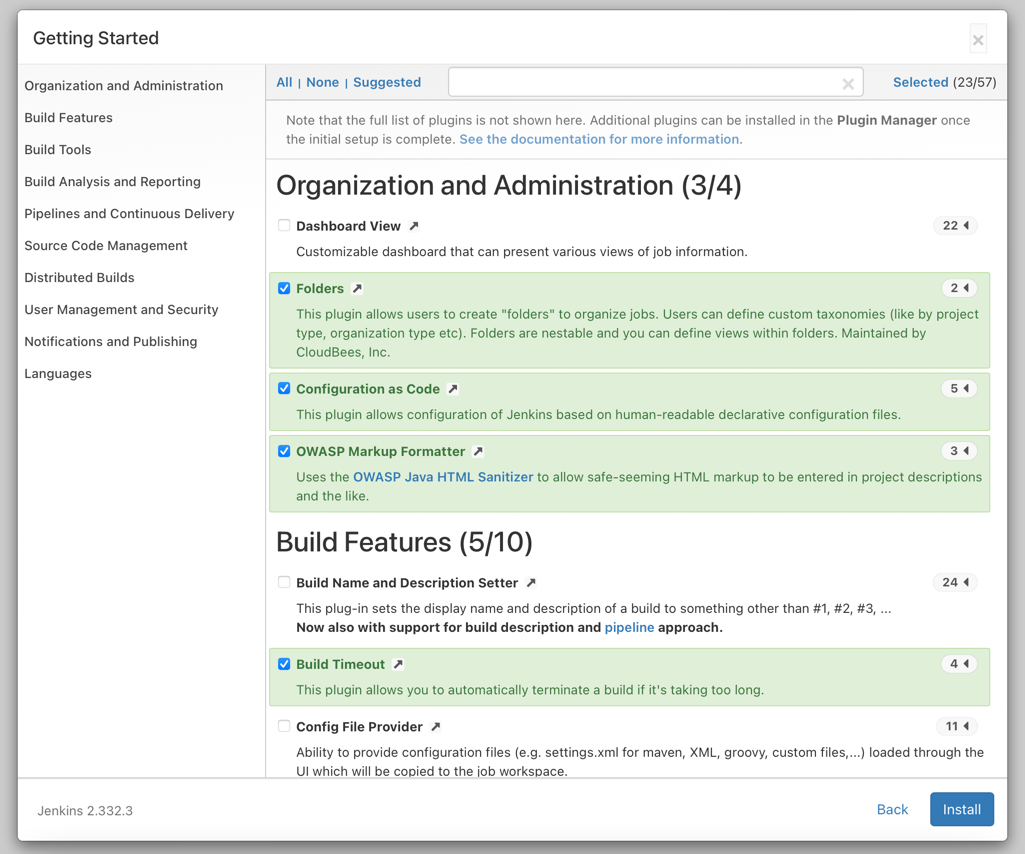 Getting Started
×
Organization and Administration
Build Features
Build Tools
Build Analysis and Reporting
Pipelines and Continuous Delivery
Source Code Management
Distributed Builds
User Management and Security
Notifications and Publishing
Languages
All | None | Suggested
×
Selected (23/57)
Note that the full list of plugins is not shown here. Additional plugins can be installed in the Plugin Manager once
the initial setup is complete. See the documentation for more information.
Organization and Administration (3/4)
Dashboard View
22
Customizable dashboard that can present various views of job information.
Folders
2
This plugin allows users to create "folders" to organize jobs. Users can define custom taxonomies (like by project
type, organization type etc). Folders are nestable and you can define views within folders. Maintained by
CloudBees, Inc.
Configuration as Code
5
This plugin allows configuration of Jenkins based on human-readable declarative configuration files.
OWASP Markup Formatter
3
Uses the OWASP Java HTML Sanitizer to allow safe-seeming HTML markup to be entered in project descriptions
and the like.
Build Features (5/10)
Build Name and Description Setter
24
This plug-in sets the display name and description of a build to something other than #1, #2, #3, ...
Now also with support for build description and pipeline approach.
Build Timeout
4
This plugin allows you to automatically terminate a build if it's taking too long.
Config File Provider
11
Ability to provide configuration files (e.g. settings.xml for maven, XML, groovy, custom files,...) loaded through the
UI which will be copied to the job workspace.
Jenkins 2.332.3
Back
Install